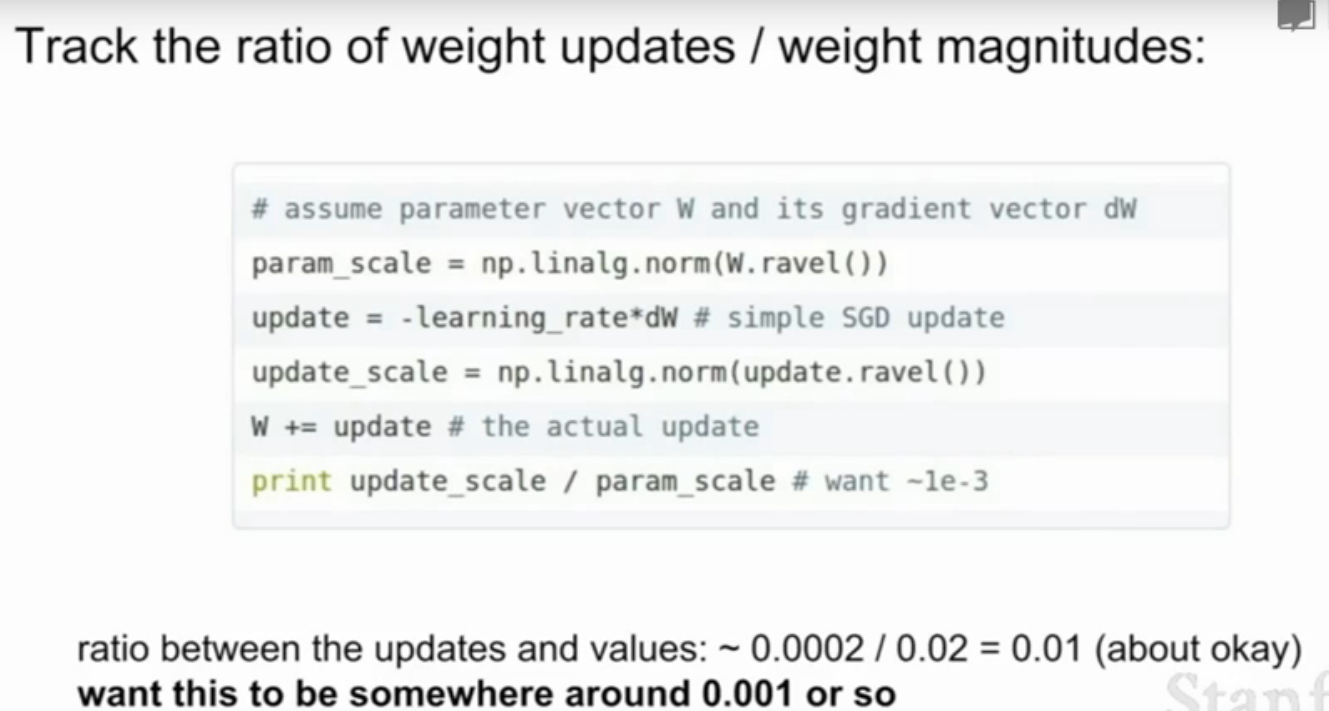 Track the ratio of weight updates / weight magnitudes:
# assume parameter vector W and its gradient vector dW
param_scale = np.linalg.norm(W.ravel())
update = -learning_rate*dW # simple SGD update
update_scale = np.linalg.norm(update.ravel())
W += update # the actual update
print update_scale / param_scale # want ~1e-3
ratio between the updates and values: ~ 0.0002 / 0.02 = 0.01 (about okay)
want this to be somewhere around 0.001 or so